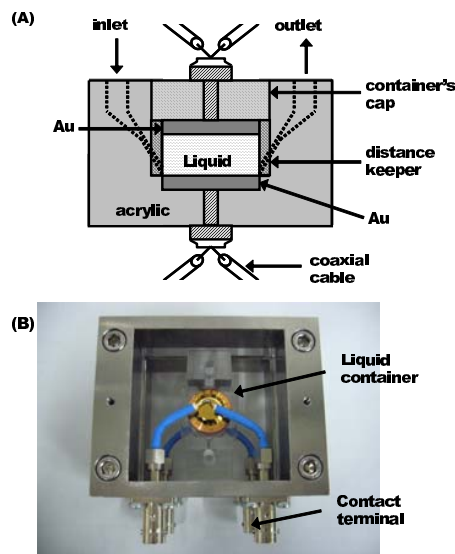 (A)
inlet
outlet
container's
cap
Au
Liquid
distance
keeper
acrylic
Au
coaxial
cable
(B)
Liquid
container
Contact
terminal